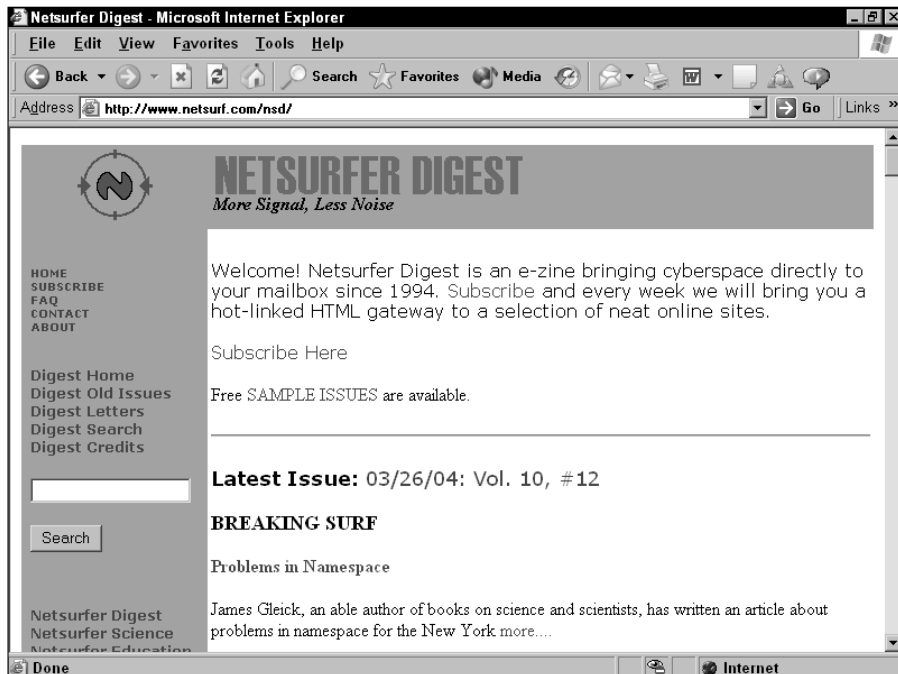 Netsurfer Digest - Microsoft Internet Explorer
File Edit View Favorites Tools Help
Back Search Favorites Media
Address http://www.netsurf.com/nsd/ Go Links »
NETSURFER DIGEST
More Signal, Less Noise
HOME
SUBSCRIBE
FAQ
CONTACT
ABOUT
Digest Home
Digest Old Issues
Digest Letters
Digest Search
Digest Credits
Search
Netsurfer Digest
Netsurfer Science
Netsurfer Education
Welcome! Netsurfer Digest is an e-zine bringing cyberspace directly to
your mailbox since 1994. Subscribe and every week we will bring you a
hot-linked HTML gateway to a selection of neat online sites.
Subscribe Here
Free SAMPLE ISSUES are available.
Latest Issue: 03/26/04: Vol. 10, #12
BREAKING SURF
Problems in Namespace
James Gleick, an able author of books on science and scientists, has written an article about
problems in namespace for the New York more....
Done Internet